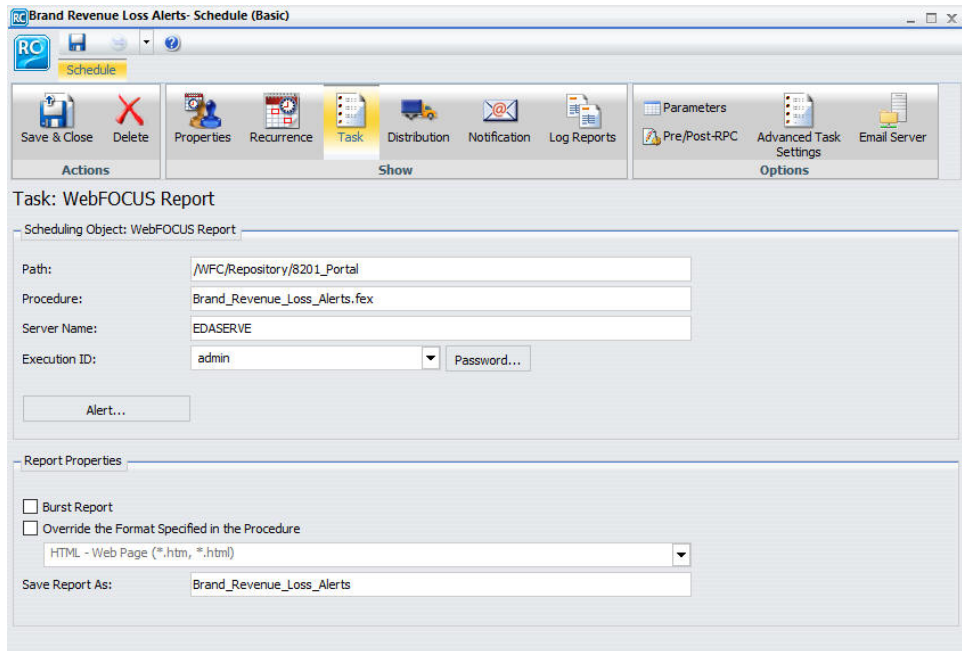 RC Brand Revenue Loss Alerts- Schedule (Basic)
RC
Schedule
Save & Close Delete Properties Recurrence Task Distribution Notification Log Reports Parameters Pre/Post-RPC Advanced Task Settings Email Server
Actions Show Options
Task: WebFOCUS Report
Scheduling Object: WebFOCUS Report
Path: /WFC/Repository/8201_Portal
Procedure: Brand_Revenue_Loss_Alerts.fex
Server Name: EDASERVE
Execution ID: admin Password...
Alert...
Report Properties
Burst Report
Override the Format Specified in the Procedure
HTML - Web Page (*.htm, *.html)
Save Report As: Brand_Revenue_Loss_Alerts